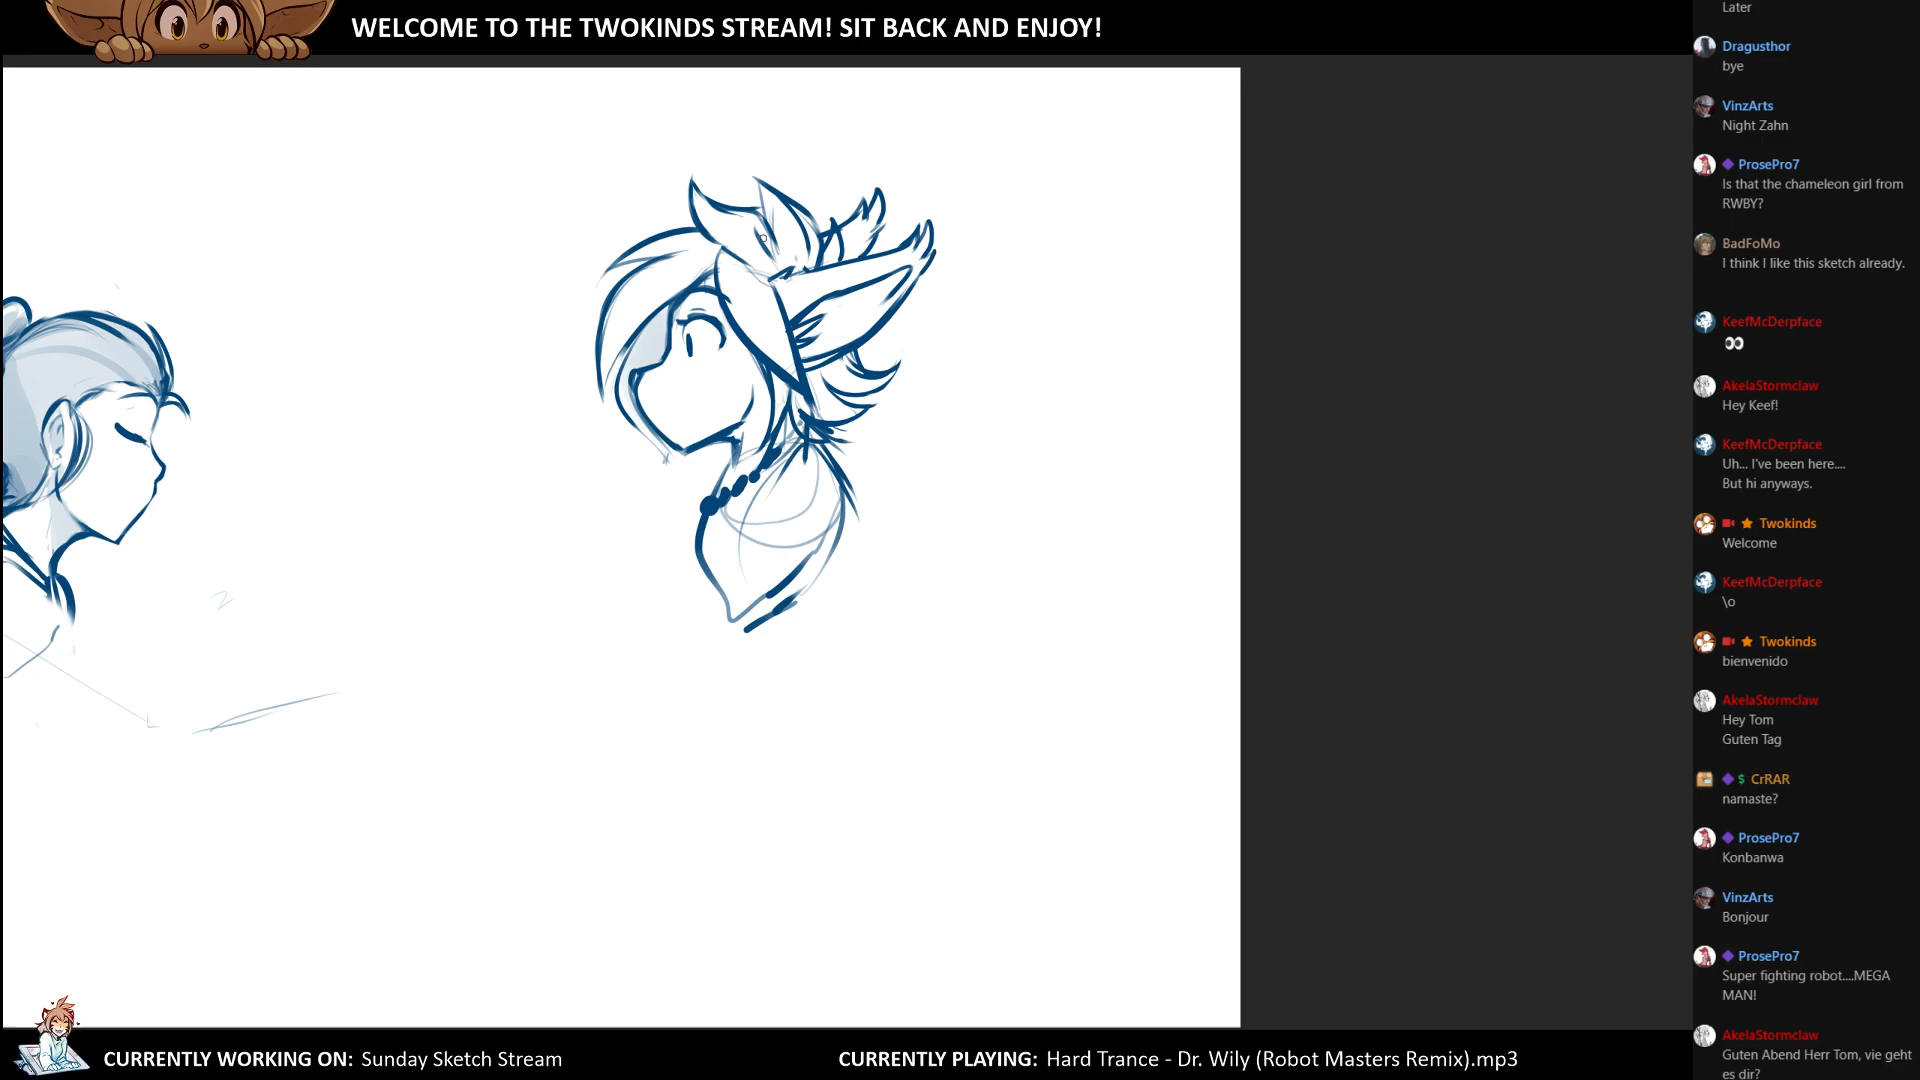 WELCOME TO THE TWOKINDS STREAM! SIT BACK AND ENJOY!
Later
Dragusthor
bye
VinzArts
Night Zahn
ProsePro7
Is that the chameleon girl from
RWBY?
BadFoMo
I think I like this sketch already.
KeefMcDerpface
👀
AkelaStormclaw
Hey Keef!
KeefMcDerpface
Uh... I've been here....
But hi anyways.
Twokinds
Welcome
KeefMcDerpface
\o
Twokinds
bienvenido
AkelaStormclaw
Hey Tom
Guten Tag
$ CrRAR
namaste?
ProsePro7
Konbanwa
VinzArts
Bonjour
ProsePro7
Super fighting robot....MEGA
MAN!
AkelaStormclaw
Guten Abend Herr Tom, vie geht
es dir?
CURRENTLY WORKING ON: Sunday Sketch Stream
CURRENTLY PLAYING: Hard Trance - Dr. Wily (Robot Masters Remix).mp3